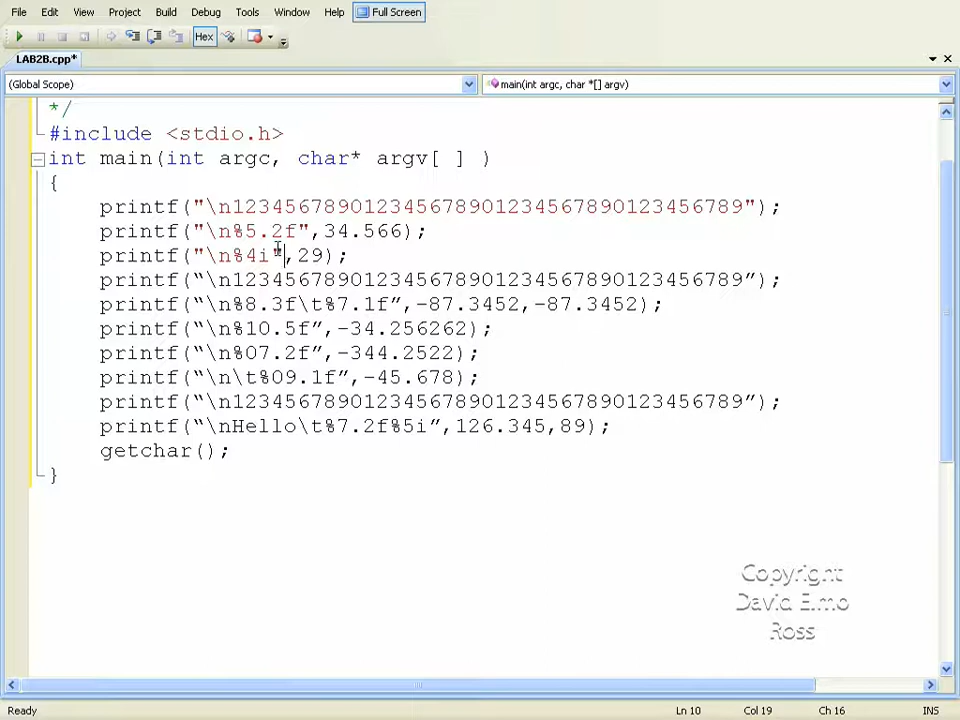 File Edit View Project Build Debug Tools Window Help Full Screen
Hex
LAB2B.cpp*
(Global Scope) main(int argc, char *[] argv)
*/
#include <stdio.h>
int main(int argc, char* argv[ ] )
{
printf("\n123456789012345678901234567890123456789");
printf("\n%5.2f",34.566);
printf("\n%4i",29);
printf(“\n123456789012345678901234567890123456789”);
printf(“\n%8.3f\t%7.1f”,-87.3452,-87.3452);
printf(“\n%10.5f”,-34.256262);
printf(“\n%07.2f”,-344.2522);
printf(“\n\t%09.1f”,-45.678);
printf(“\n123456789012345678901234567890123456789”);
printf(“\nHello\t%7.2f%5i”,126.345,89);
getchar();
}
Copyright
David Elmo
Ross
Ready Ln 10 Col 19 Ch 16 INS